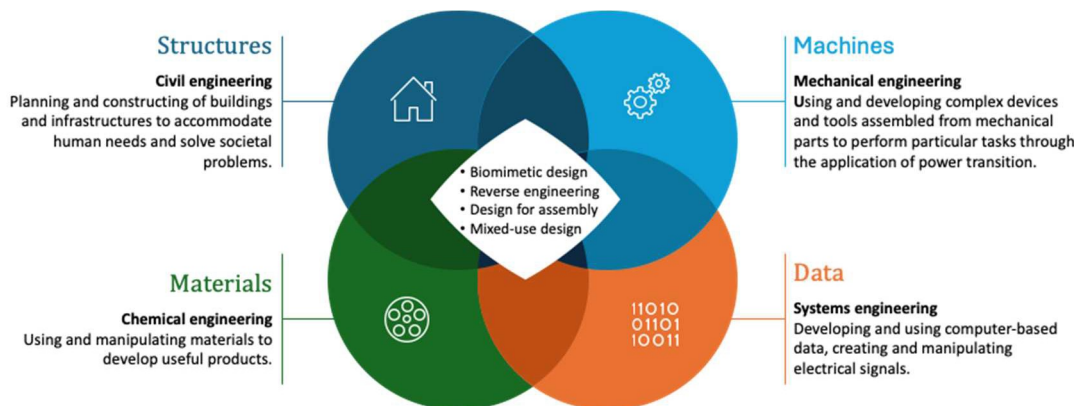 Structures
Civil engineering
Planning and constructing of buildings
and infrastructures to accommodate
human needs and solve societal
problems.
Machines
Mechanical engineering
Using and developing complex devices
and tools assembled from mechanical
parts to perform particular tasks through
the application of power transition.
• Biomimetic design
• Reverse engineering
• Design for assembly
• Mixed-use design
Materials
Chemical engineering
Using and manipulating materials to
develop useful products.
11010
01101
10011
Data
Systems engineering
Developing and using computer-based
data, creating and manipulating
electrical signals.